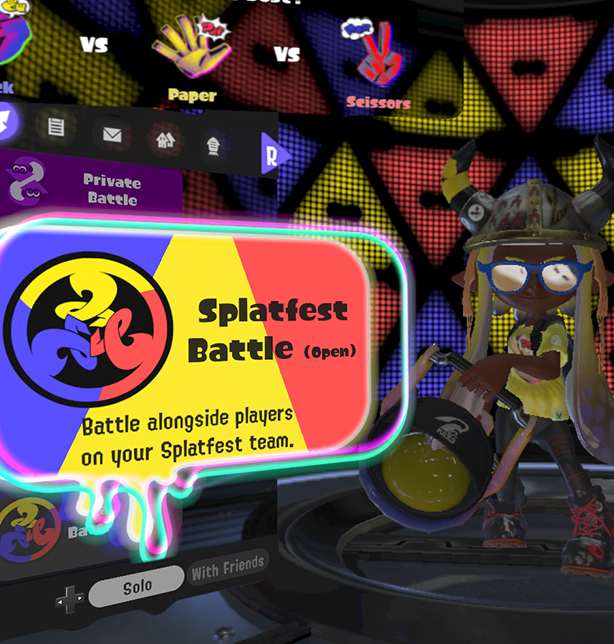 VS
VS
Paper
Scissors
R
Private
Battle
Splatfest
Battle (Open)
Battle alongside players
on your Splatfest team.
Solo
With Friends